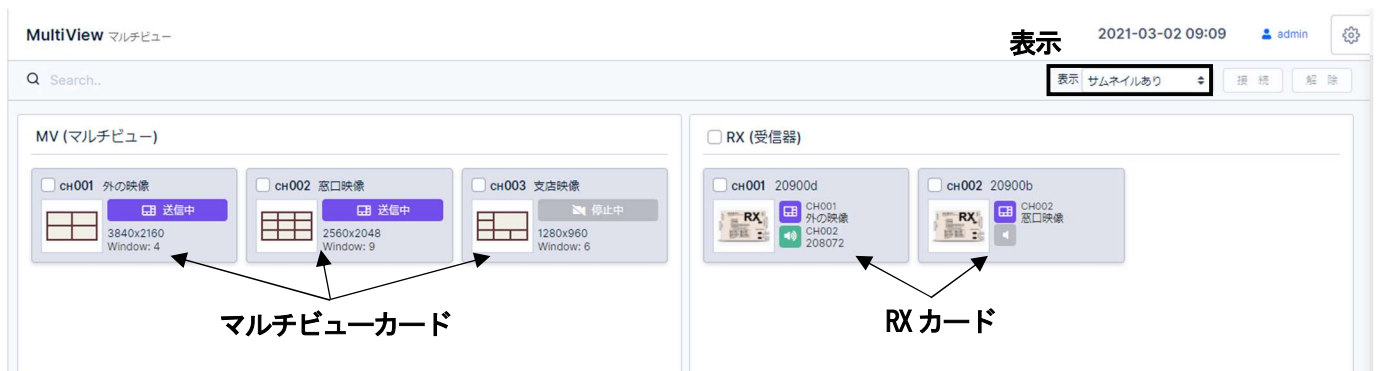 MultiView マルチビュー
2021-03-02 09:09
admin
表示
Search..
表示 サムネイルあり
接 続
解 除
MV (マルチビュー)
CH001 外の映像
送信中
3840x2160
Window: 4
CH002 窓口映像
送信中
2560x2048
Window: 9
CH003 支店映像
停止中
1280x960
Window: 6
マルチビューカード
RX (受信器)
CH001 20900d
RX
CH001
外の映像
CH002
208072
CH002 20900b
RX
CH002
窓口映像
RX カード